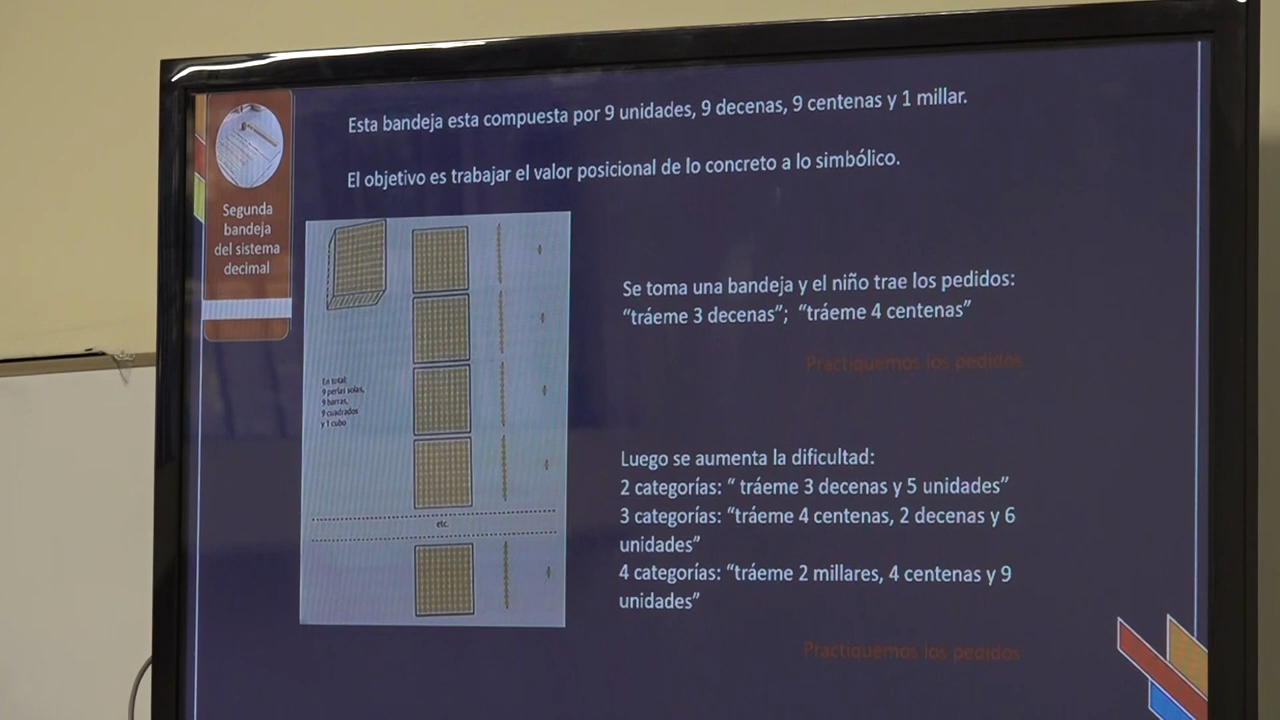 Esta bandeja esta compuesta por 9 unidades, 9 decenas, 9 centenas y 1 millar.
El objetivo es trabajar el valor posicional de lo concreto a lo simbólico.
Segunda
bandeja
del sistema
decimal
En total:
9 perlas solas,
9 barras,
9 cuadrados
y 1 cubo
etc.
Se toma una bandeja y el niño trae los pedidos:
“tráeme 3 decenas”; “tráeme 4 centenas”
Practiquemos los pedidos
Luego se aumenta la dificultad:
2 categorías: “ tráeme 3 decenas y 5 unidades”
3 categorías: “tráeme 4 centenas, 2 decenas y 6
unidades”
4 categorías: “tráeme 2 millares, 4 centenas y 9
unidades”
Practiquemos los pedidos